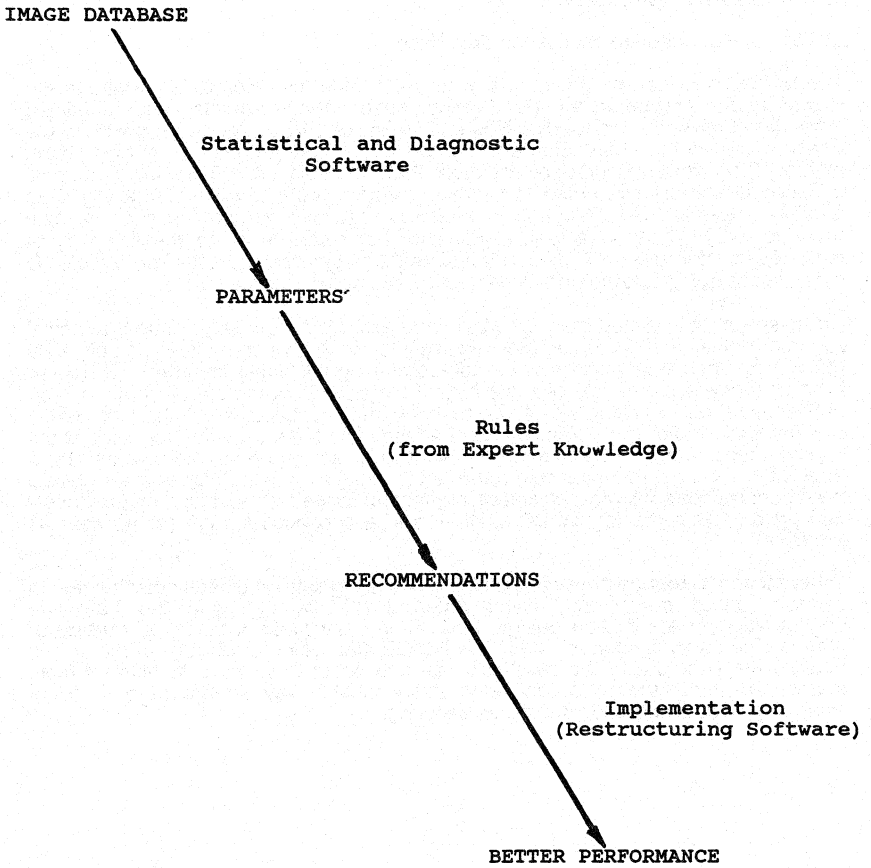 IMAGE DATABASE
Statistical and Diagnostic
Software
PARAMETERS
Rules
(from Expert Knowledge)
RECOMMENDATIONS
Implementation
(Restructuring Software)
BETTER PERFORMANCE